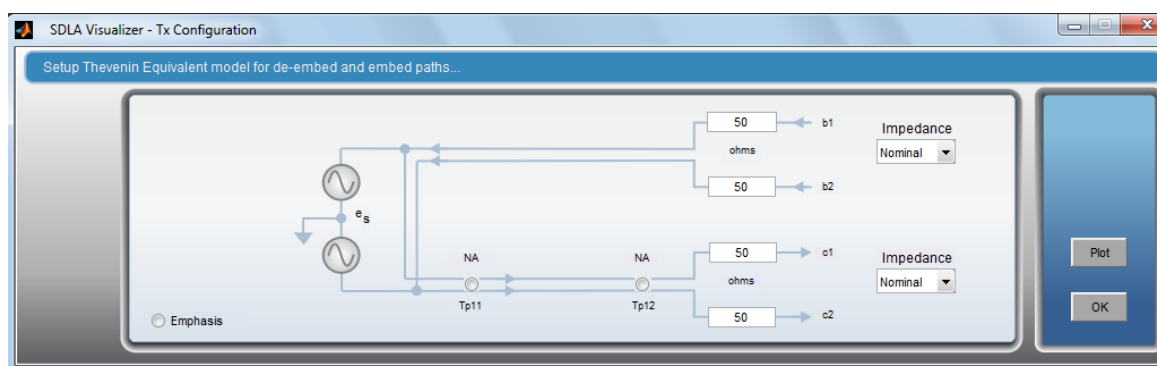 SDLA Visualizer - Tx Configuration
Setup Thevenin Equivalent model for de-embed and embed paths...
50
b1
Impedance
ohms
Nominal
50
b2
es
NA
NA
50
c1
Impedance
Plot
ohms
Nominal
Tp11
Tp12
50
c2
OK
Emphasis